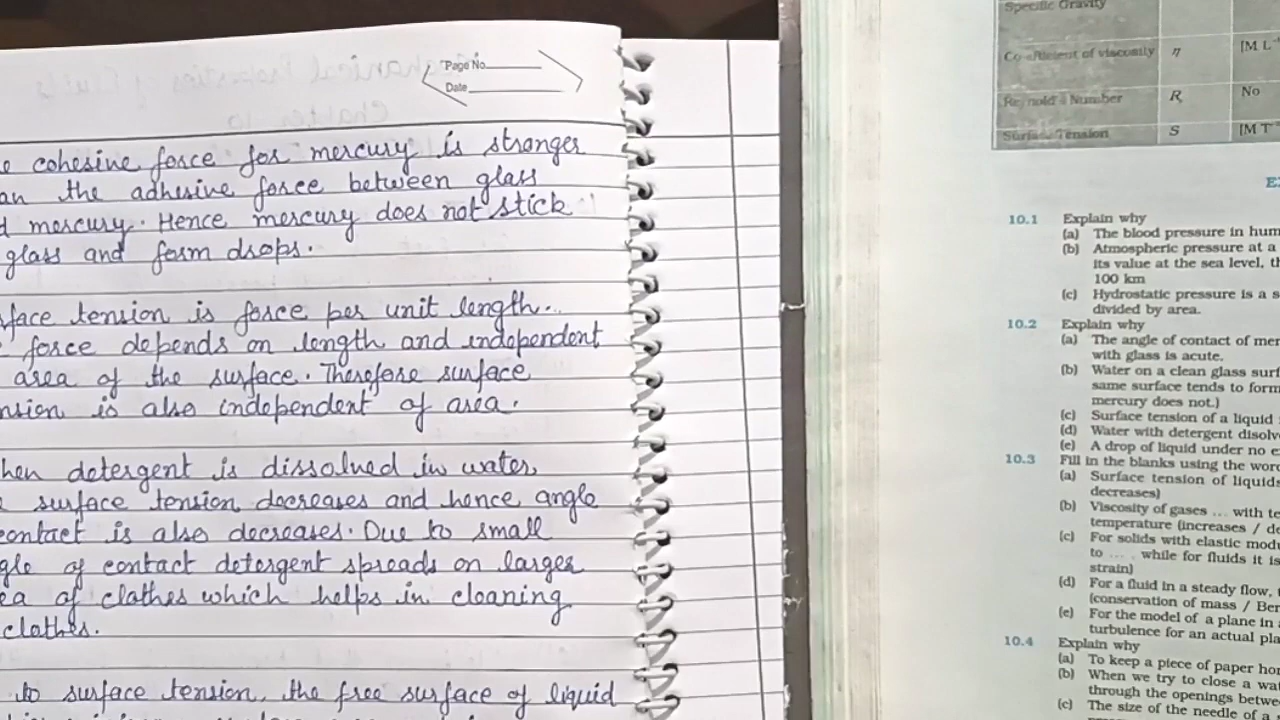 Page No.
Date
cohesive force for mercury is stronger
the adhesive force between glass
mercury. Hence mercury does not stick
glass and form drops.
tension is force per unit length.
force depends on length and independent
area of the surface. Therefore surface
is also independent of area.
detergent is dissolved in water,
surface tension decreases and hence angle
contact is also decreases. Due to small
of contact detergent spreads on larger
of clothes which helps in cleaning
clothes.
to surface tension, the free surface of liquid
Specific Gravity
Co-efficient of viscosity η [M L
Reynold's Number R No
Surface Tension S [M T
10.1 Explain why
(a) The blood pressure in hum
(b) Atmospheric pressure at a
its value at the sea level, th
100 km
(c) Hydrostatic pressure is a s
divided by area.
10.2 Explain why
(a) The angle of contact of mer
with glass is acute.
(b) Water on a clean glass surf
same surface tends to form
mercury does not.)
(c) Surface tension of a liquid
(d) Water with detergent disolv
(e) A drop of liquid under no e
10.3 Fill in the blanks using the wor
(a) Surface tension of liquids
decreases)
(b) Viscosity of gases ... with te
temperature (increases / de
(c) For solids with elastic mod
to .... while for fluids it is
strain)
(d) For a fluid in a steady flow,
(conservation of mass / Ber
(e) For the model of a plane in
turbulence for an actual pla
10.4 Explain why
(a) To keep a piece of paper hor
(b) When we try to close a wa
through the openings betwe
(c) The size of the needle of a